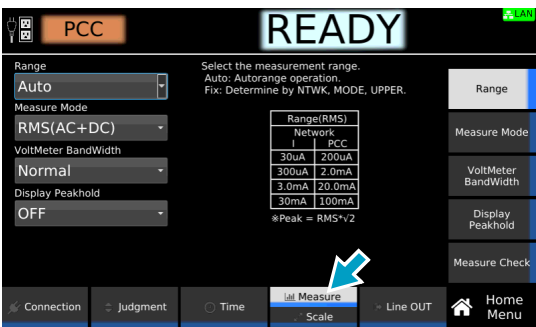 PCC
READY
LAN
Range
Auto
Measure Mode
RMS(AC+DC)
VoltMeter BandWidth
Normal
Display Peakhold
OFF
Select the measurement range.
Auto: Autorange operation.
Fix: Determine by NTWK, MODE, UPPER.
Range(RMS)
Network
I PCC
30uA 200uA
300uA 2.0mA
3.0mA 20.0mA
30mA 100mA
※Peak = RMS*√2
Range
Measure Mode
VoltMeter
BandWidth
Display
Peakhold
Measure Check
Connection
Judgment
Time
Measure
Scale
Line OUT
Home
Menu